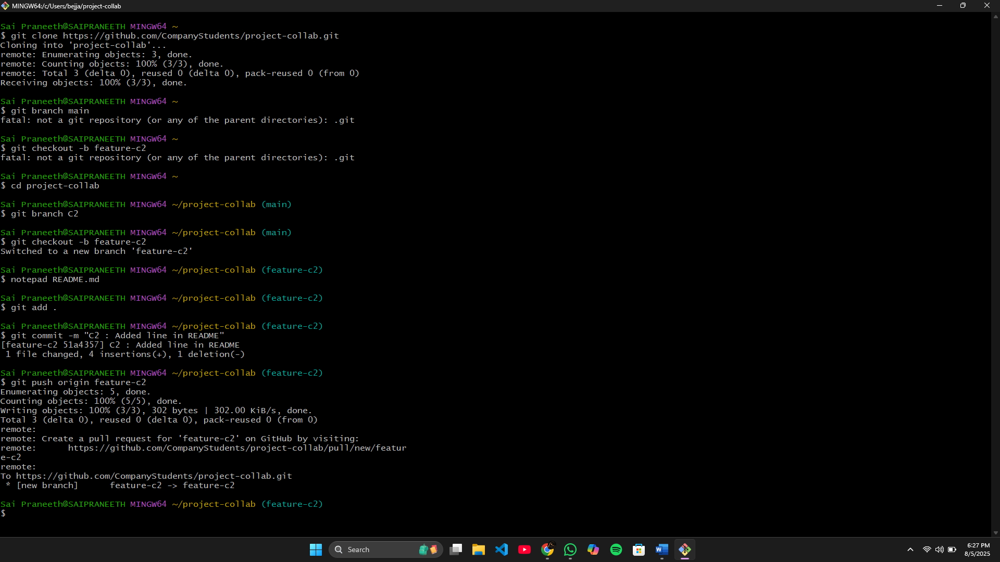 MINGW64:/c/Users/bejja/project-collab
Sai Praneeth@SAIPRANEETH MINGW64 ~
$ git clone https://github.com/CompanyStudents/project-collab.git
Cloning into 'project-collab'...
remote: Enumerating objects: 3, done.
remote: Counting objects: 100% (3/3), done.
remote: Total 3 (delta 0), reused 0 (delta 0), pack-reused 0 (from 0)
Receiving objects: 100% (3/3), done.
Sai Praneeth@SAIPRANEETH MINGW64 ~
$ git branch main
fatal: not a git repository (or any of the parent directories): .git
Sai Praneeth@SAIPRANEETH MINGW64 ~
$ git checkout -b feature-c2
fatal: not a git repository (or any of the parent directories): .git
Sai Praneeth@SAIPRANEETH MINGW64 ~
$ cd project-collab
Sai Praneeth@SAIPRANEETH MINGW64 ~/project-collab (main)
$ git branch C2
Sai Praneeth@SAIPRANEETH MINGW64 ~/project-collab (main)
$ git checkout -b feature-c2
Switched to a new branch 'feature-c2'
Sai Praneeth@SAIPRANEETH MINGW64 ~/project-collab (feature-c2)
$ notepad README.md
Sai Praneeth@SAIPRANEETH MINGW64 ~/project-collab (feature-c2)
$ git add .
Sai Praneeth@SAIPRANEETH MINGW64 ~/project-collab (feature-c2)
$ git commit -m "C2 : Added line in README"
[feature-c2 51a4357] C2 : Added line in README
 1 file changed, 4 insertions(+), 1 deletion(-)
Sai Praneeth@SAIPRANEETH MINGW64 ~/project-collab (feature-c2)
$ git push origin feature-c2
Enumerating objects: 5, done.
Counting objects: 100% (5/5), done.
Writing objects: 100% (3/3), 302 bytes | 302.00 KiB/s, done.
Total 3 (delta 0), reused 0 (delta 0), pack-reused 0 (from 0)
remote:
remote: Create a pull request for 'feature-c2' on GitHub by visiting:
remote:      https://github.com/CompanyStudents/project-collab/pull/new/featur
e-c2
remote:
To https://github.com/CompanyStudents/project-collab.git
 * [new branch]      feature-c2 -> feature-c2
Sai Praneeth@SAIPRANEETH MINGW64 ~/project-collab (feature-c2)
$
Search
6:27 PM
8/5/2025